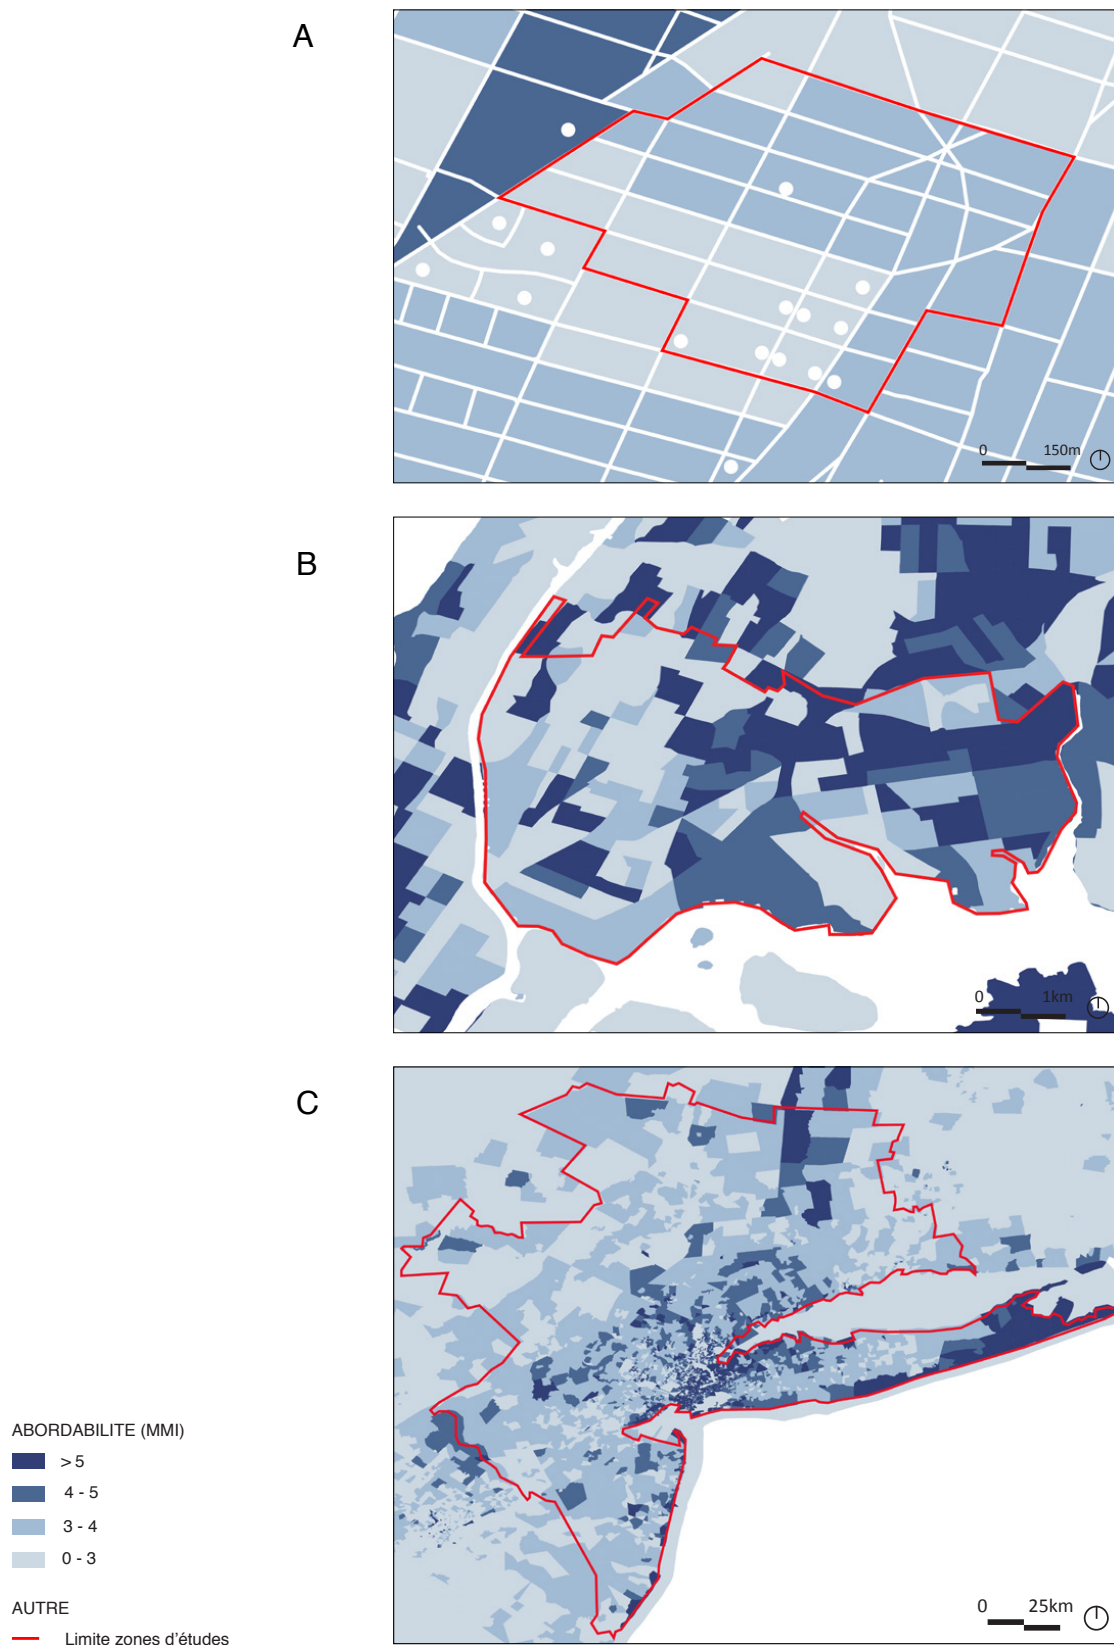 A
0 150m
B
0 1km
C
ABORDABILITE (MMI)
> 5
4 - 5
3 - 4
0 - 3
0 25km
AUTRE
Limite zones d'études